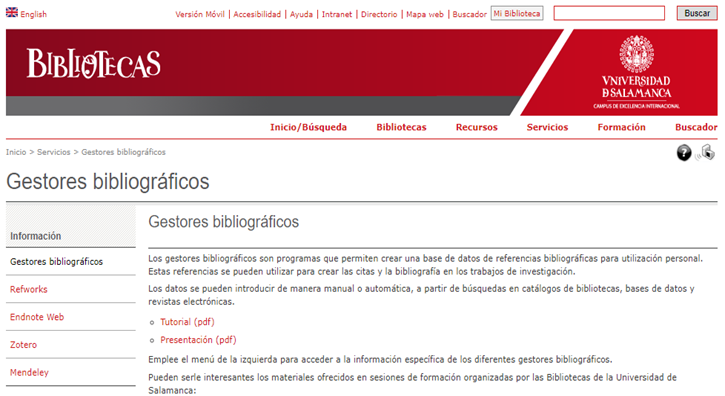 English
Versión Móvil | Accesibilidad | Ayuda | Intranet | Directorio | Mapa web | Buscador
Mi Biblioteca
Buscar
BIBLIOTECAS
VNIVERSIDAD
D SALAMANCA
CAMPUS DE EXCELENCIA INTERNACIONAL
Inicio/Búsqueda Bibliotecas Recursos Servicios Formación Buscador
Inicio > Servicios > Gestores bibliográficos
?
Gestores bibliográficos
Información
Gestores bibliográficos
Refworks
Endnote Web
Zotero
Mendeley
Gestores bibliográficos
Los gestores bibliográficos son programas que permiten crear una base de datos de referencias bibliográficas para utilización personal.
Estas referencias se pueden utilizar para crear las citas y la bibliografía en los trabajos de investigación.
Los datos se pueden introducir de manera manual o automática, a partir de búsquedas en catálogos de bibliotecas, bases de datos y
revistas electrónicas.
Tutorial (pdf)
Presentación (pdf)
Emplee el menú de la izquierda para acceder a la información específica de los diferentes gestores bibliográficos.
Pueden serle interesantes los materiales ofrecidos en sesiones de formación organizadas por las Bibliotecas de la Universidad de
Salamanca: